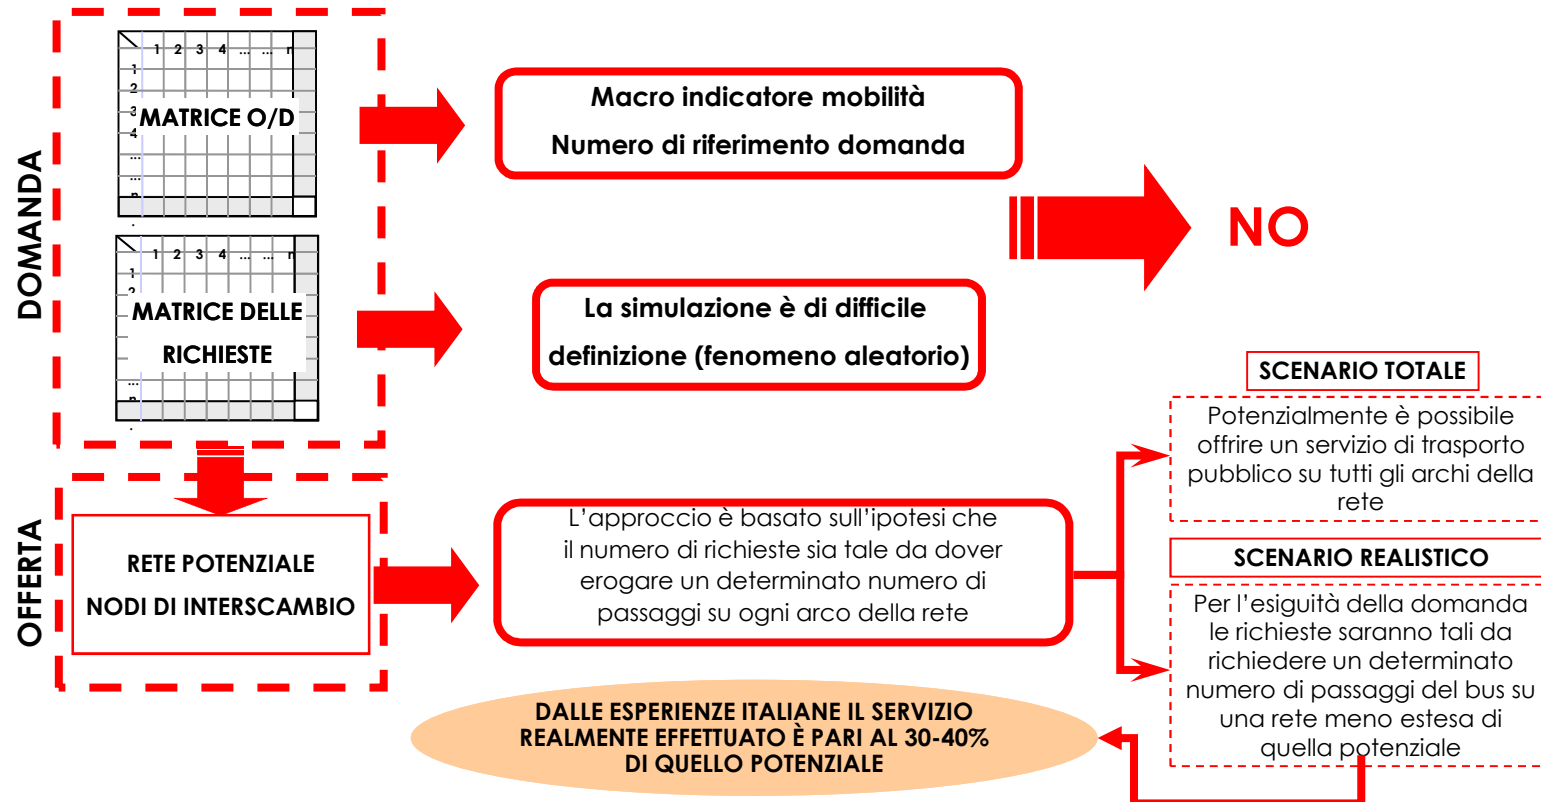 DOMANDA
1 2 3 4 ... ... n
1
2
3
4
...
...
n
MATRICE O/D
.
1 2 3 4 ... ... n
1
2
...
n
MATRICE DELLE
RICHIESTE
.
Macro indicatore mobilità
Numero di riferimento domanda
La simulazione è di difficile
definizione (fenomeno aleatorio)
NO
OFFERTA
RETE POTENZIALE
NODI DI INTERSCAMBIO
L’approccio è basato sull’ipotesi che
il numero di richieste sia tale da dover
erogare un determinato numero di
passaggi su ogni arco della rete
SCENARIO TOTALE
Potenzialmente è possibile
offrire un servizio di trasporto
pubblico su tutti gli archi della
rete
SCENARIO REALISTICO
Per l’esiguità della domanda
le richieste saranno tali da
richiedere un determinato
numero di passaggi del bus su
una rete meno estesa di
quella potenziale
DALLE ESPERIENZE ITALIANE IL SERVIZIO
REALMENTE EFFETTUATO È PARI AL 30-40%
DI QUELLO POTENZIALE